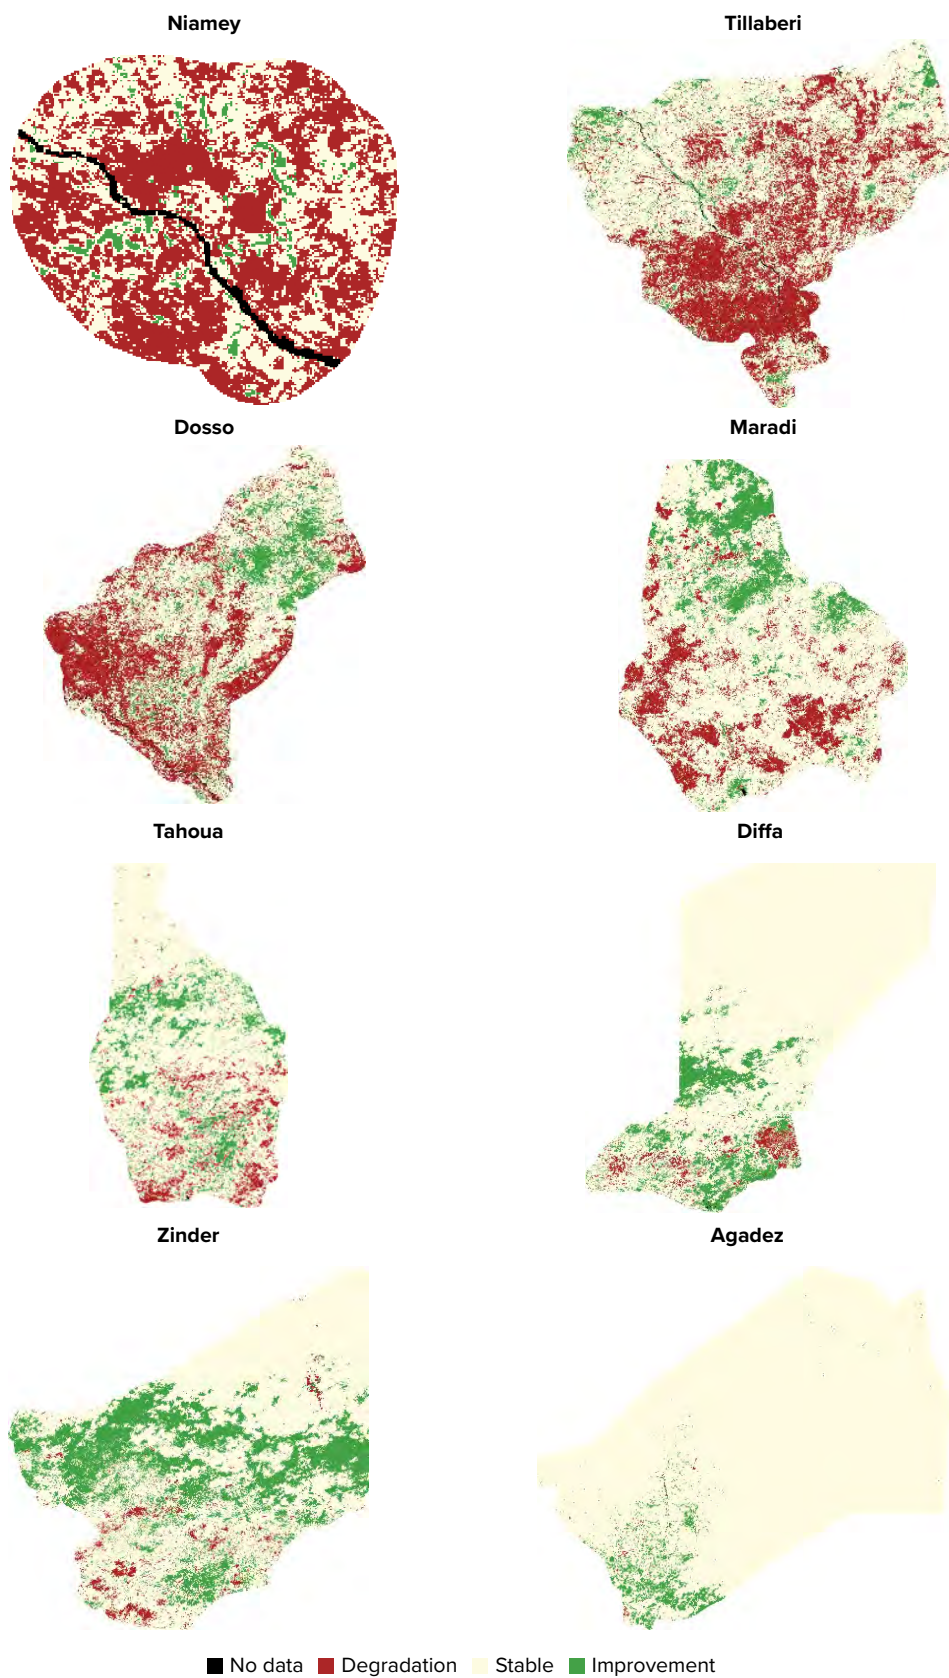 Niamey
Tillaberi
Dosso
Maradi
Tahoua
Diffa
Zinder
Agadez
No data Degradation Stable Improvement